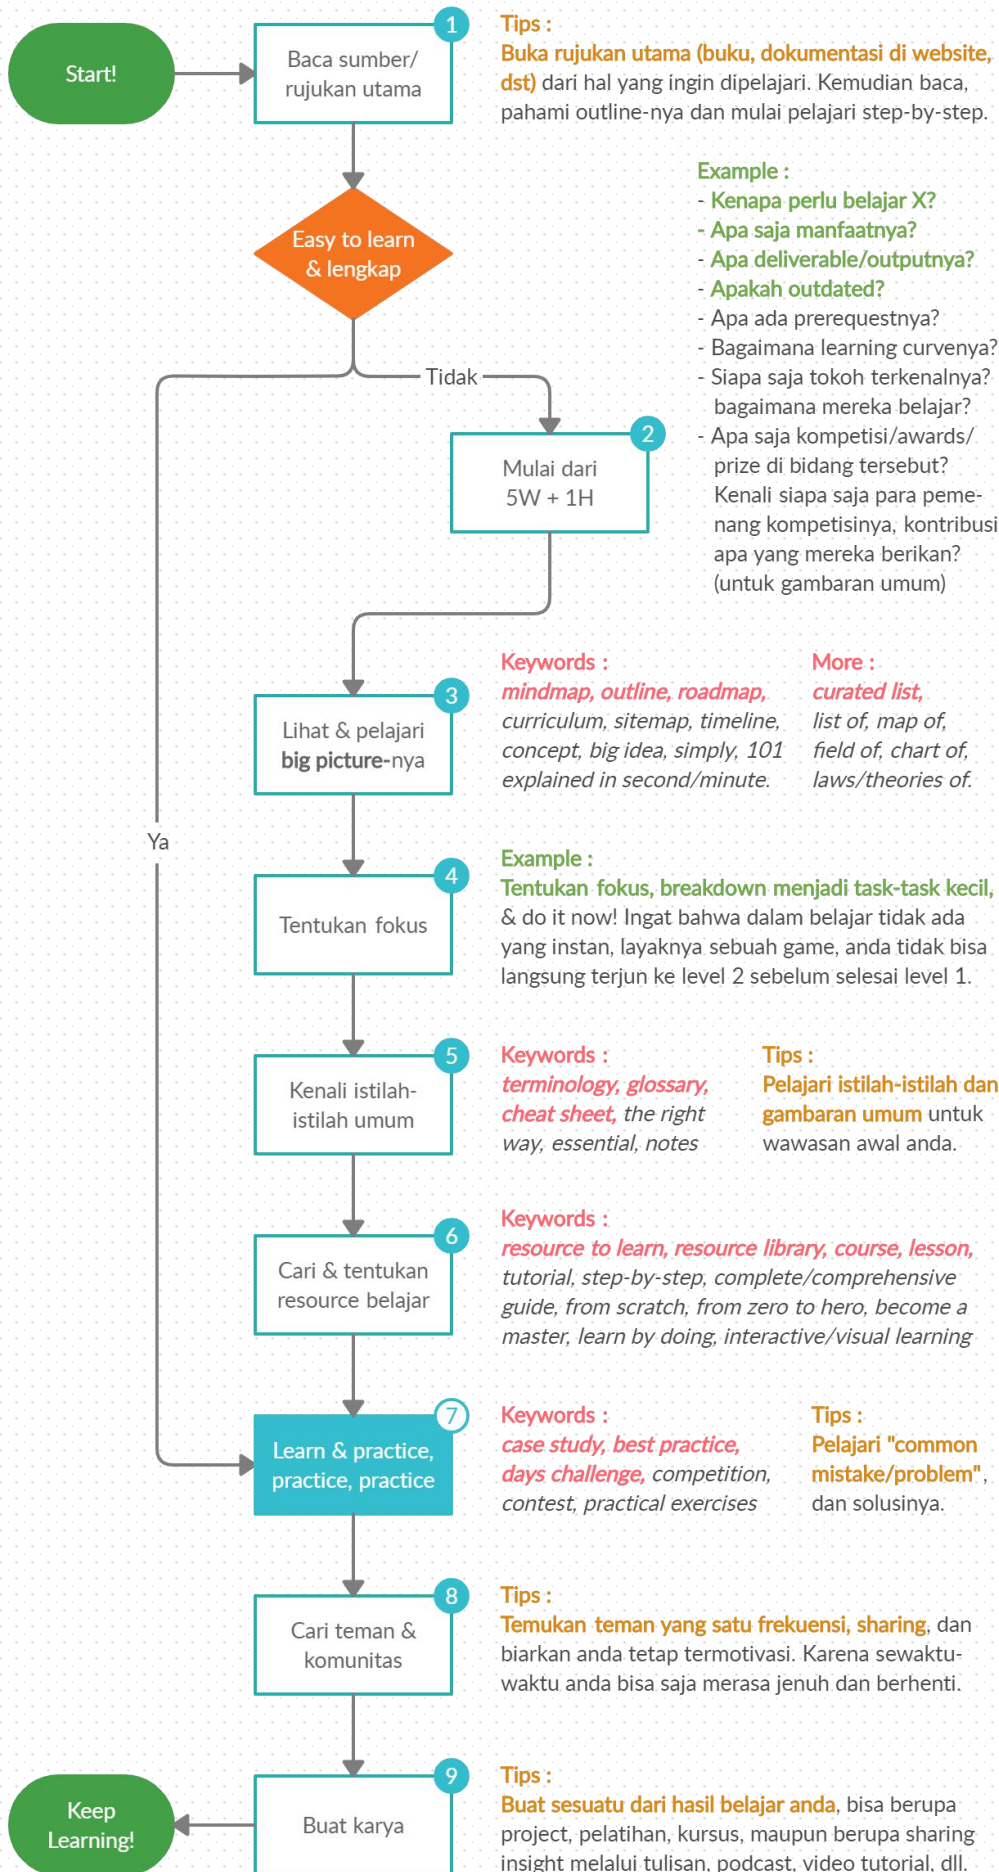 Start!
1
Baca sumber/
rujukan utama
Tips :
Buka rujukan utama (buku, dokumentasi di website,
dst) dari hal yang ingin dipelajari. Kemudian baca,
pahami outline-nya dan mulai pelajari step-by-step.
Easy to learn
& lengkap
Example :
- Kenapa perlu belajar X?
- Apa saja manfaatnya?
- Apa deliverable/outputnya?
- Apakah outdated?
- Apa ada prerequestnya?
- Bagaimana learning curvenya?
- Siapa saja tokoh terkenalnya?
bagaimana mereka belajar?
- Apa saja kompetisi/awards/
prize di bidang tersebut?
Kenali siapa saja para peme-
nang kompetisinya, kontribusi
apa yang mereka berikan?
(untuk gambaran umum)
Tidak
2
Mulai dari
5W + 1H
3
Lihat & pelajari
big picture-nya
Keywords :
mindmap, outline, roadmap,
curriculum, sitemap, timeline,
concept, big idea, simply, 101
explained in second/minute.
More :
curated list,
list of, map of,
field of, chart of,
laws/theories of.
Ya
4
Tentukan fokus
Example :
Tentukan fokus, breakdown menjadi task-task kecil,
& do it now! Ingat bahwa dalam belajar tidak ada
yang instan, layaknya sebuah game, anda tidak bisa
langsung terjun ke level 2 sebelum selesai level 1.
5
Kenali istilah-
istilah umum
Keywords :
terminology, glossary,
cheat sheet, the right
way, essential, notes
Tips :
Pelajari istilah-istilah dan
gambaran umum untuk
wawasan awal anda.
6
Cari & tentukan
resource belajar
Keywords :
resource to learn, resource library, course, lesson,
tutorial, step-by-step, complete/comprehensive
guide, from scratch, from zero to hero, become a
master, learn by doing, interactive/visual learning
7
Learn & practice,
practice, practice
Keywords :
case study, best practice,
days challenge, competition,
contest, practical exercises
Tips :
Pelajari "common
mistake/problem",
dan solusinya.
8
Cari teman &
komunitas
Tips :
Temukan teman yang satu frekuensi, sharing, dan
biarkan anda tetap termotivasi. Karena sewaktu-
waktu anda bisa saja merasa jenuh dan berhenti.
9
Buat karya
Keep
Learning!
Tips :
Buat sesuatu dari hasil belajar anda, bisa berupa
project, pelatihan, kursus, maupun berupa sharing
insight melalui tulisan, podcast, video tutorial, dll.